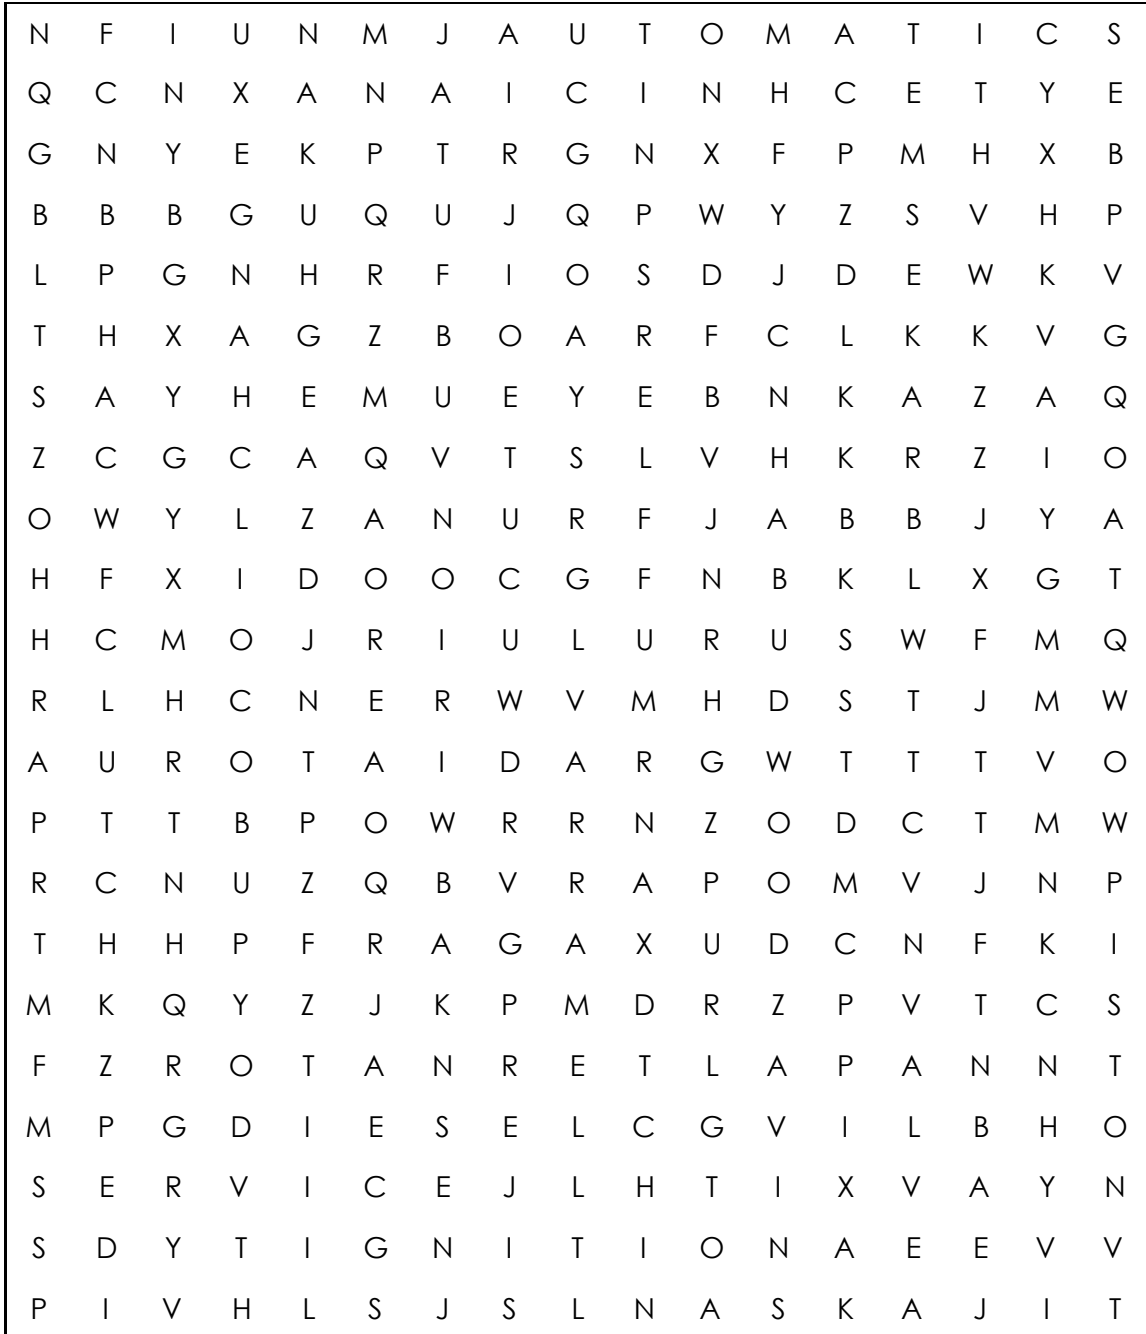 N F I U N M J A U T O M A T I C S
Q C N X A N A I C I N H C E T Y E
G N Y E K P T R G N X F P M H X B
B B B G U Q U J Q P W Y Z S V H P
L P G N H R F I O S D J D E W K V
T H X A G Z B O A R F C L K K V G
S A Y H E M U E Y E B N K A Z A Q
Z C G C A Q V T S L V H K R Z I O
O W Y L Z A N U R F J A B B J Y A
H F X I D O O C G F N B K L X G T
H C M O J R I U L U R U S W F M Q
R L H C N E R W V M H D S T J M W
A U R O T A I D A R G W T T T V O
P T T B P O W R R N Z O D C T M W
R C N U Z Q B V R A P O M V J N P
T H H P F R A G A X U D C N F K I
M K Q Y Z J K P M D R Z P V T C S
F Z R O T A N R E T L A P A N N T
M P G D I E S E L C G V I L B H O
S E R V I C E J L H T I X V A Y N
S D Y T I G N I T I O N A E E V V
P I V H L S J S L N A S K A J I T